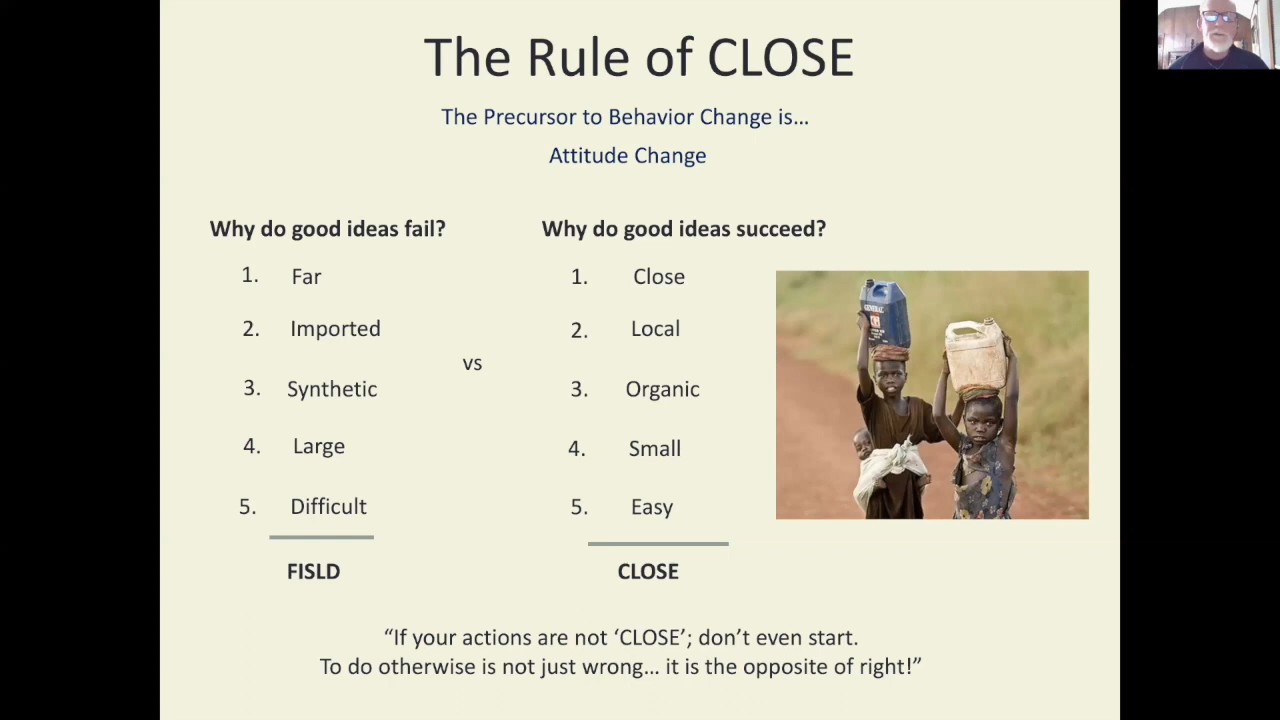 The Rule of CLOSE
The Precursor to Behavior Change is…
Attitude Change
Why do good ideas fail?
1. Far
2. Imported
3. Synthetic
4. Large
5. Difficult
FISLD
vs
Why do good ideas succeed?
1. Close
2. Local
3. Organic
4. Small
5. Easy
CLOSE
GENERAL
“If your actions are not ‘CLOSE’; don’t even start.
To do otherwise is not just wrong… it is the opposite of right!”